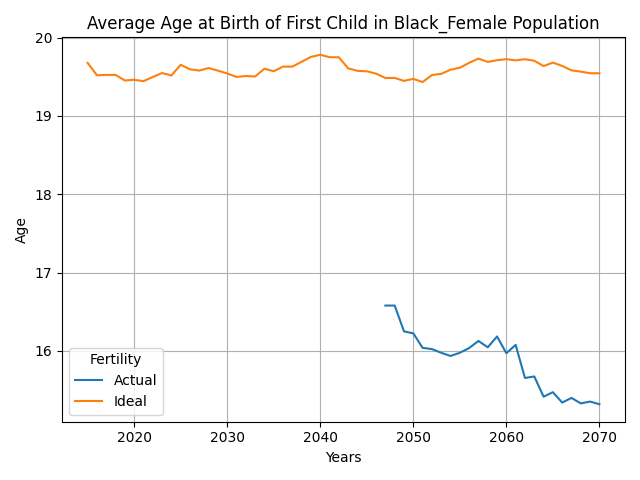 Average Age at Birth of First Child in Black_Female Population
20
19
18
17
16
Age
Fertility
Actual
Ideal
2020 2030 2040 2050 2060 2070
Years